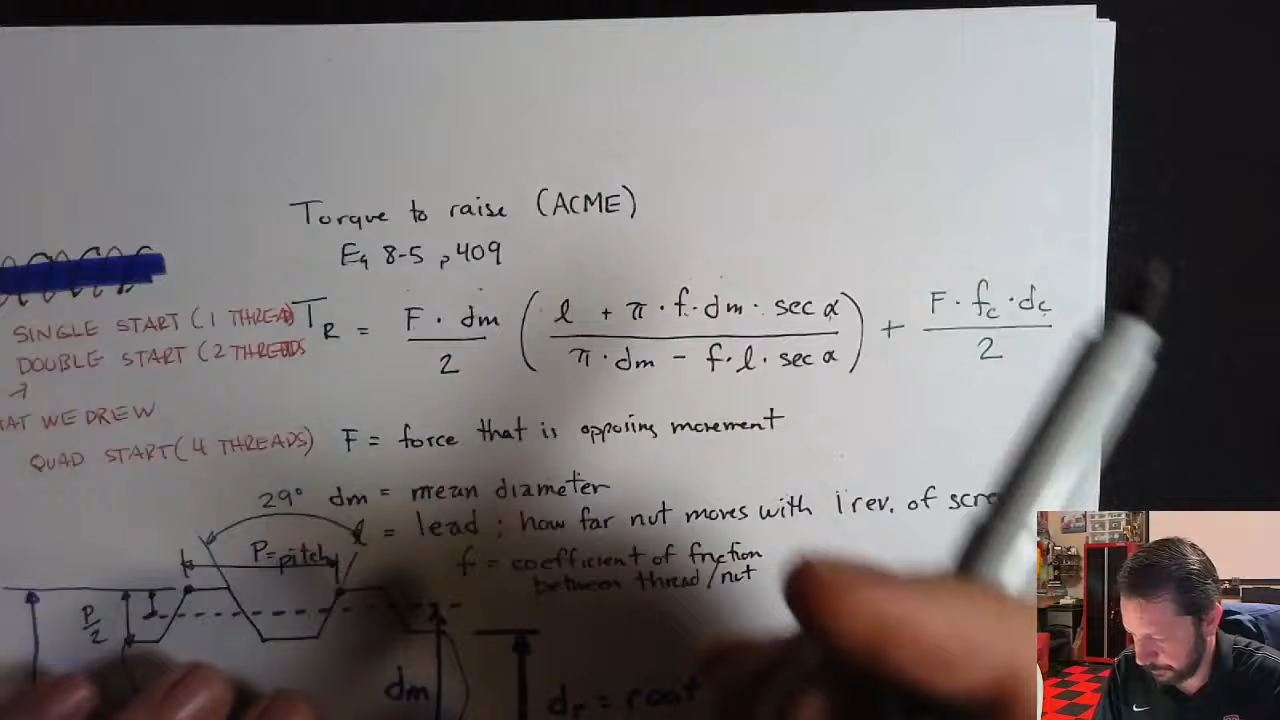 Torque to raise (ACME)
Eq 8-5 p409
T_R = F · dm / 2 ( l + π · f · dm · sec α / π · dm - f · l · sec α ) + F · f_c · d_c / 2
SINGLE START (1 THREAD)
DOUBLE START (2 THREADS
AT WE DREW
QUAD START (4 THREADS)
F = force that is opposing movement
dm = mean diameter
l = lead ; how far nut moves with 1 rev. of
f = coefficient of friction
between thread/nut
29°
P=pitch
P/2
dm
dr = root